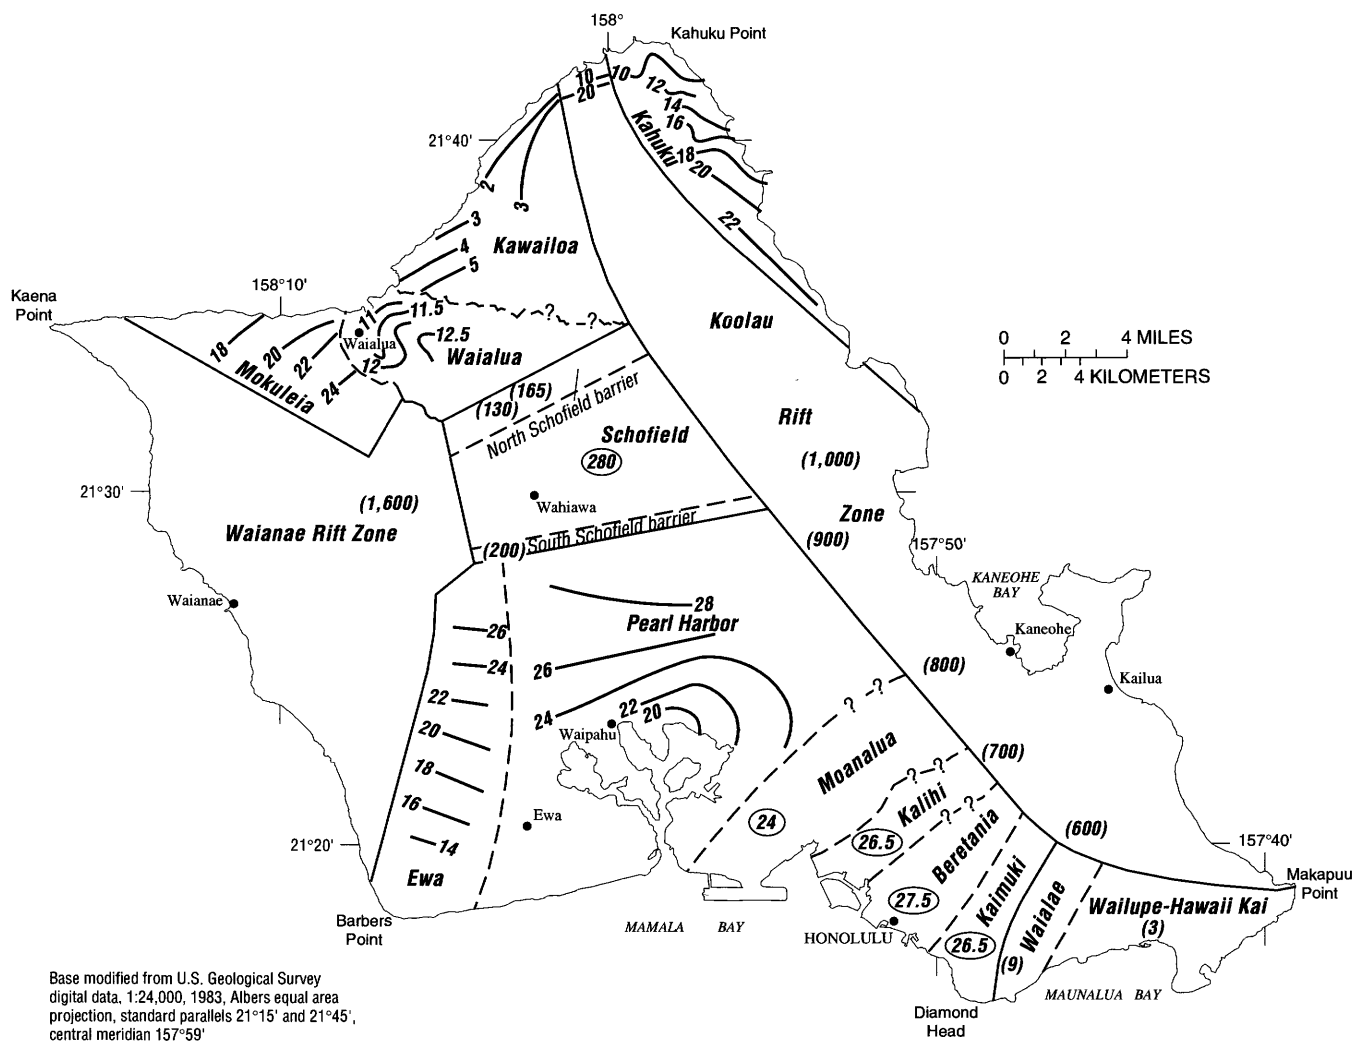 158°
Kahuku Point
10
10
20
12
14
16
Kahuku
18
20
22
21°40'
2
3
3
4
5
Kawailoa
Kaena
Point
158°10'
?
?
11
11.5
12.5
12
Waialua
Waialua
18
20
22
24
Mokuleia
Koolau
0 4 MILES
0 2 4 KILOMETERS
(165)
(130)
North Schofield barrier
Schofield
280
Wahiawa
Rift
(1,000)
Zone
(900)
21°30'
(1,600)
Waianae Rift Zone
(200)
South Schofield barrier
157°50'
KANEOHE
BAY
Kaneohe
Kailua
Waianae
28
Pearl Harbor
26
24
22
20
18
16
14
26
24
22
20
Waipahu
Ewa
Ewa
(800)
?
?
Moanalua
24
(700)
?
?
Kalihi
26.5
?
?
Beretania
27.5
(600)
Kaimuki
26.5
Waialae
(9)
Wailupe-Hawaii Kai
(3)
21°20'
157°40'
Makapuu
Point
Barbers
Point
MAMALA BAY
HONOLULU
MAUNALUA BAY
Diamond
Head
Base modified from U.S. Geological Survey
digital data, 1:24,000, 1983, Albers equal area
projection, standard parallels 21°15' and 21°45',
central meridian 157°59'